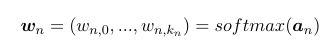 𝒘ₙ = (wₙ,₀, ..., wₙ,ₖₙ) = softmax(𝒂ₙ)